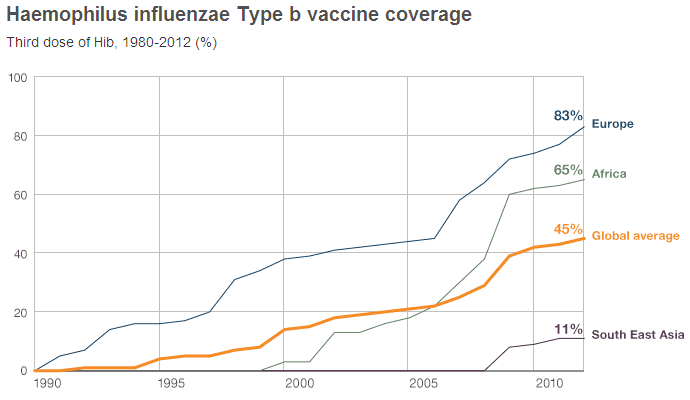 Haemophilus influenzae Type b vaccine coverage
Third dose of Hib, 1980-2012 (%)
100
80
60
40
20
0
83%
Europe
65%
Africa
45%
Global average
11%
South East Asia
1990 1995 2000 2005 2010